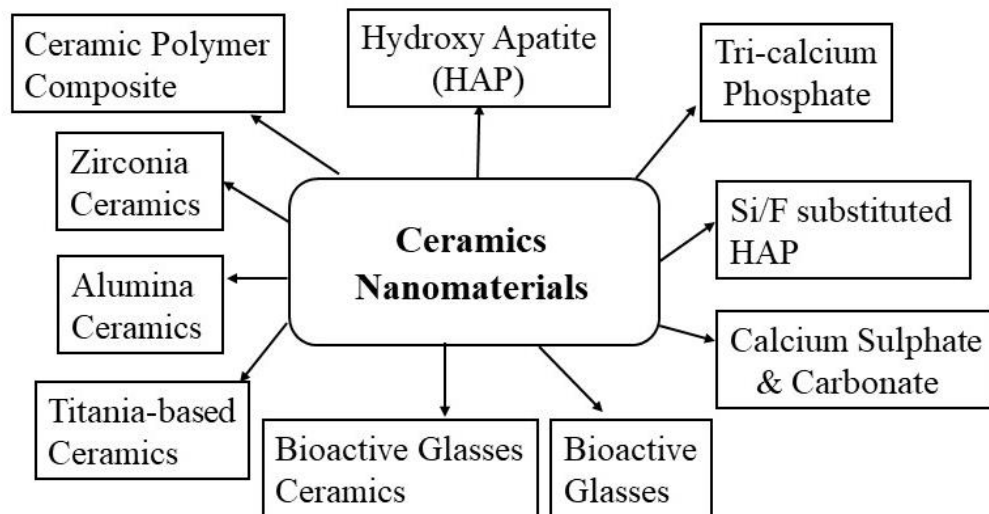 Ceramic Polymer
Composite
Hydroxy Apatite
(HAP)
Tri-calcium
Phosphate
Zirconia
Ceramics
Si/F substituted
HAP
Ceramics
Nanomaterials
Alumina
Ceramics
Calcium Sulphate
& Carbonate
Titania-based
Ceramics
Bioactive Glasses
Ceramics
Bioactive
Glasses